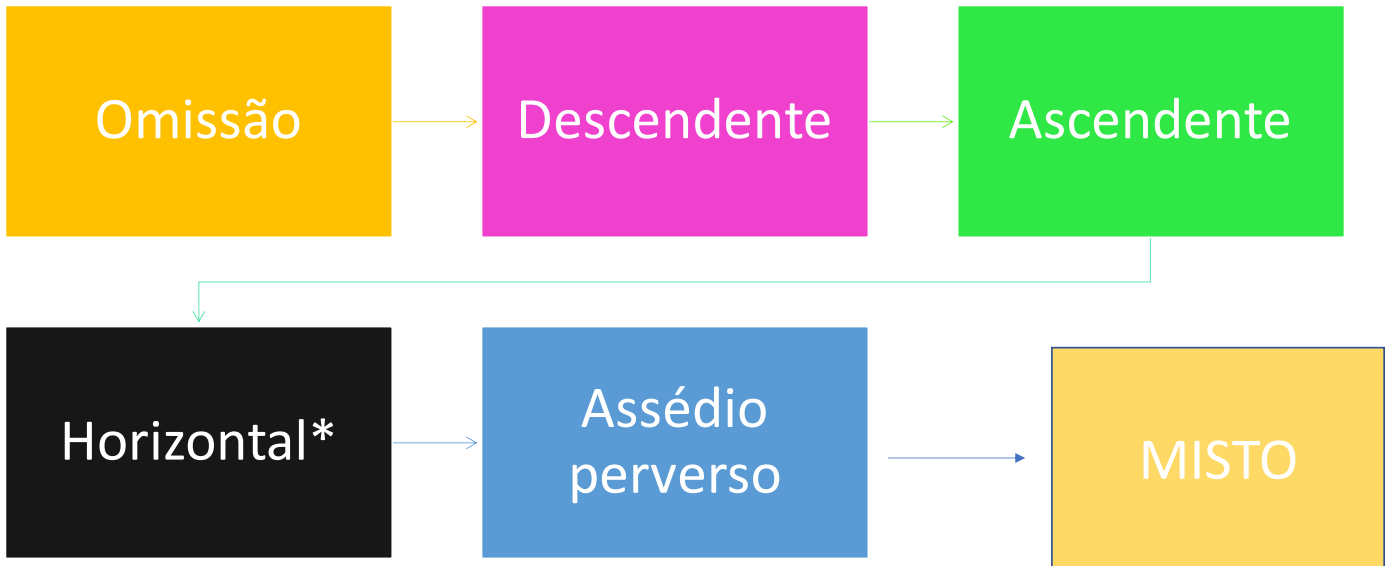 Omissão
Descendente
Ascendente
Horizontal*
Assédio
perverso
MISTO